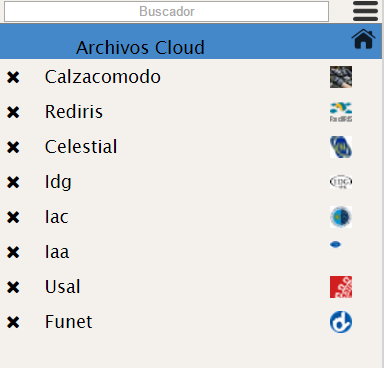 Buscador
Archivos Cloud
Calzacomodo
Rediris
Celestial
Idg
Iac
Iaa
Usal
Funet